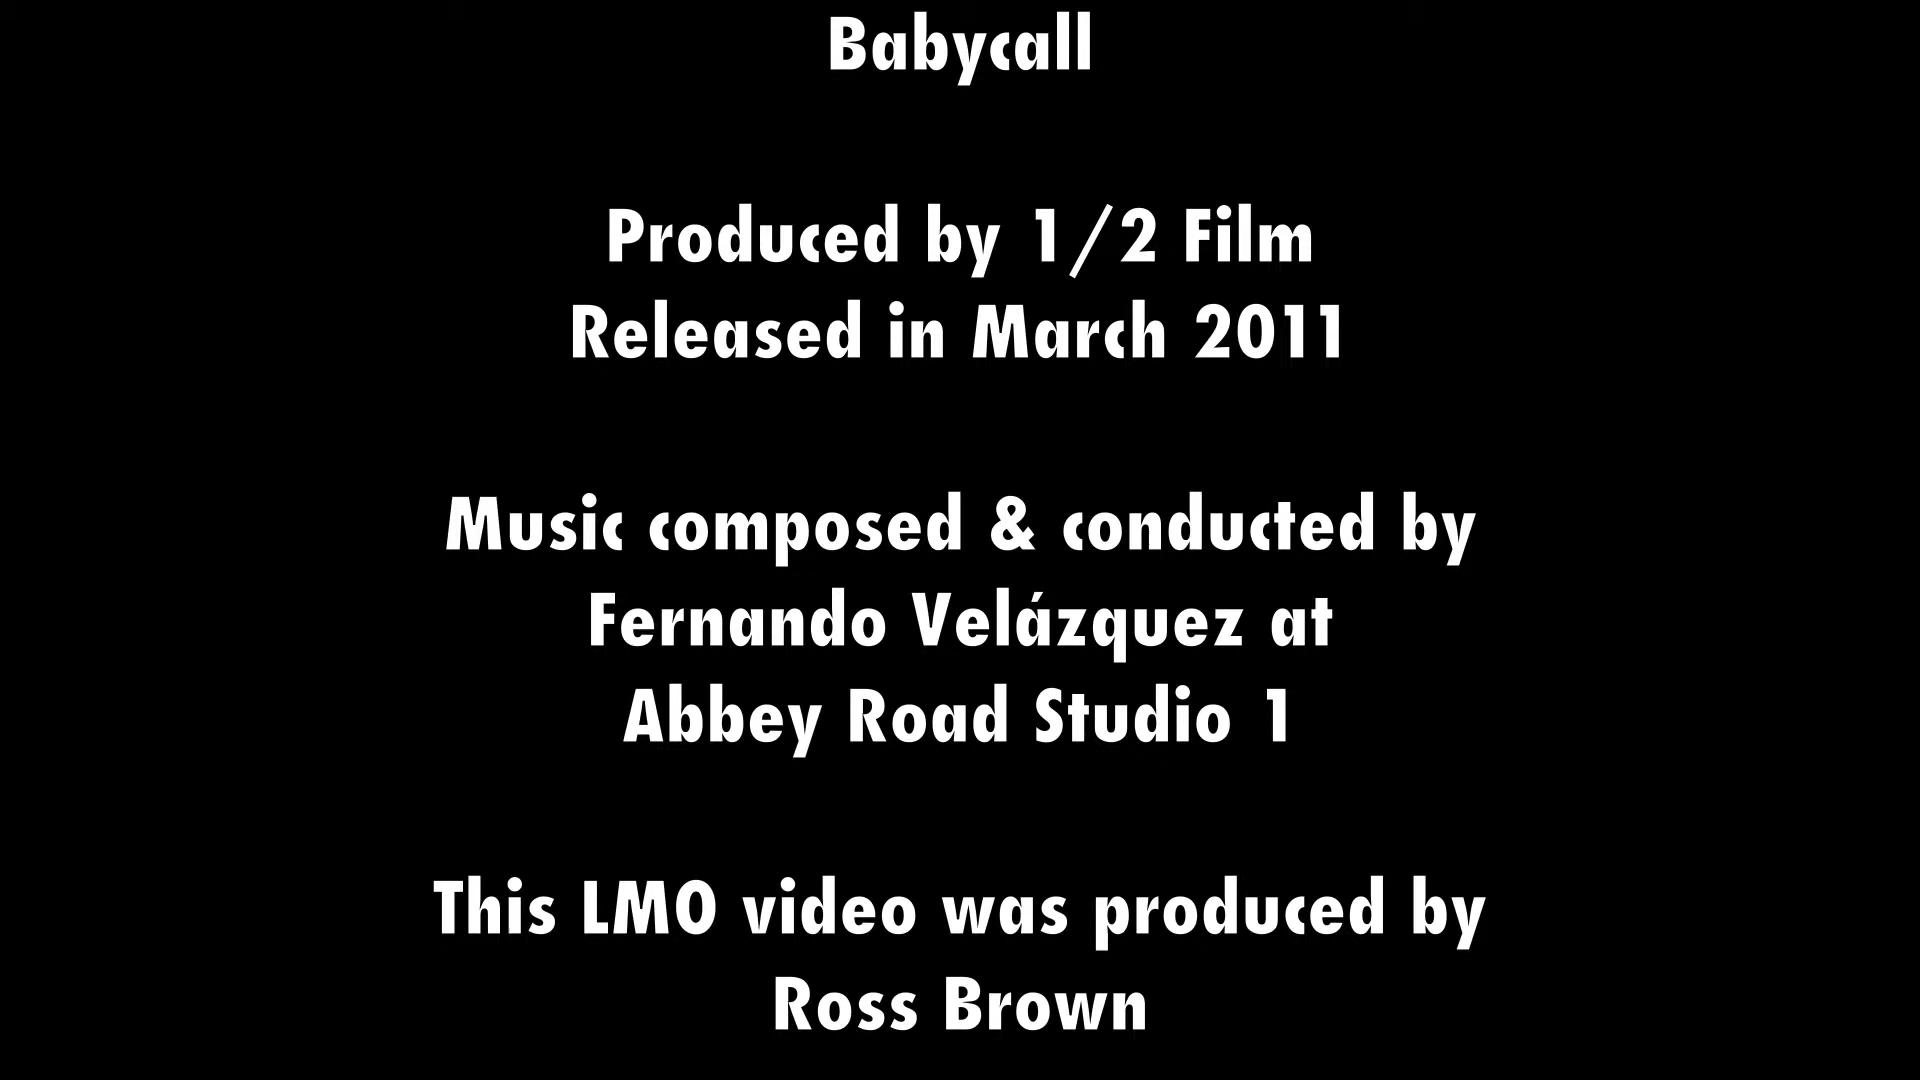 Babycall
Produced by 1/2 Film
Released in March 2011
Music composed & conducted by
Fernando Velázquez at
Abbey Road Studio 1
This LMO video was produced by
Ross Brown